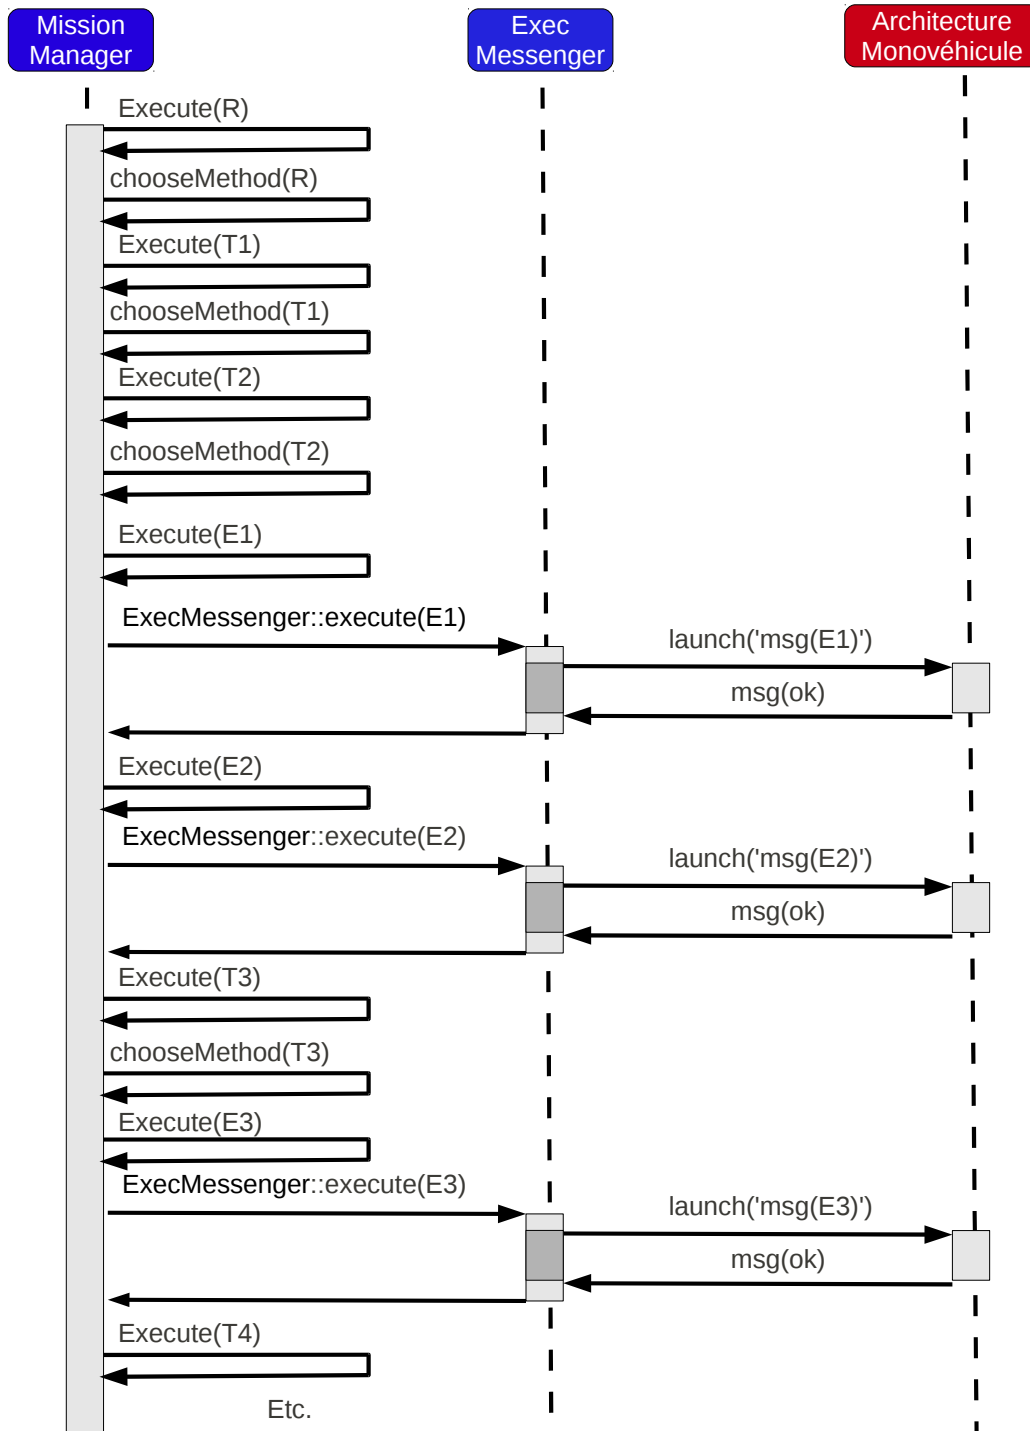 Mission
Manager
Exec
Messenger
Architecture
Monovéhicule
Execute(R)
chooseMethod(R)
Execute(T1)
chooseMethod(T1)
Execute(T2)
chooseMethod(T2)
Execute(E1)
ExecMessenger::execute(E1)
launch('msg(E1)')
msg(ok)
Execute(E2)
ExecMessenger::execute(E2)
launch('msg(E2)')
msg(ok)
Execute(T3)
chooseMethod(T3)
Execute(E3)
ExecMessenger::execute(E3)
launch('msg(E3)')
msg(ok)
Execute(T4)
Etc.